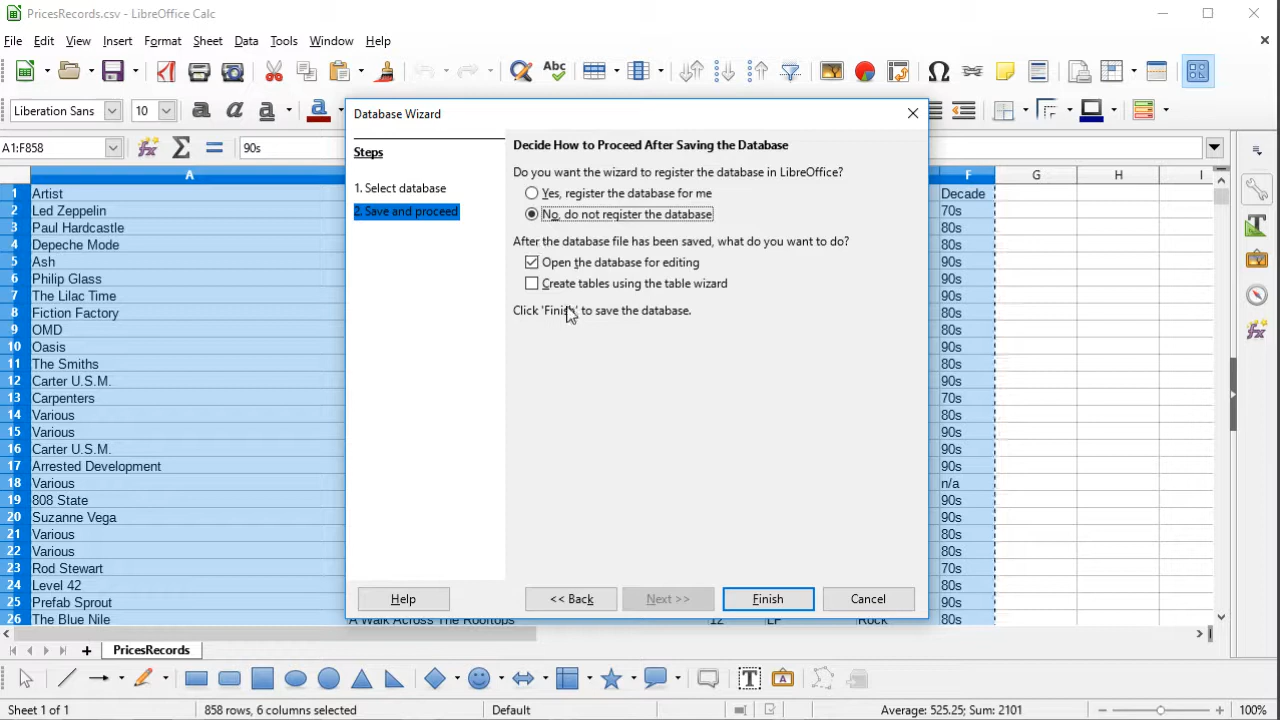 PricesRecords.csv - LibreOffice Calc
File Edit View Insert Format Sheet Data Tools Window Help
Abc
Liberation Sans 10 a a a a
A1:F858 90s
A F G H I
1 Artist Decade
2 Led Zeppelin 70s
3 Paul Hardcastle 80s
4 Depeche Mode 80s
5 Ash 90s
6 Philip Glass 80s
7 The Lilac Time 90s
8 Fiction Factory 80s
9 OMD 80s
10 Oasis 90s
11 The Smiths 80s
12 Carter U.S.M. 90s
13 Carpenters 70s
14 Various 80s
15 Various 90s
16 Carter U.S.M. 90s
17 Arrested Development 90s
18 Various n/a
19 808 State 90s
20 Suzanne Vega 90s
21 Various 80s
22 Various 80s
23 Rod Stewart 70s
24 Level 42 80s
25 Prefab Sprout 90s
26 The Blue Nile A Walk Across The Rooftops 12 LP Rock 80s
Database Wizard
Steps
1. Select database
2. Save and proceed
Decide How to Proceed After Saving the Database
Do you want the wizard to register the database in LibreOffice?
Yes, register the database for me
No, do not register the database
After the database file has been saved, what do you want to do?
Open the database for editing
Create tables using the table wizard
Click 'Finish' to save the database.
Help << Back Next >> Finish Cancel
PricesRecords
T A
Sheet 1 of 1 858 rows, 6 columns selected Default Average: 525.25; Sum: 2101 100%